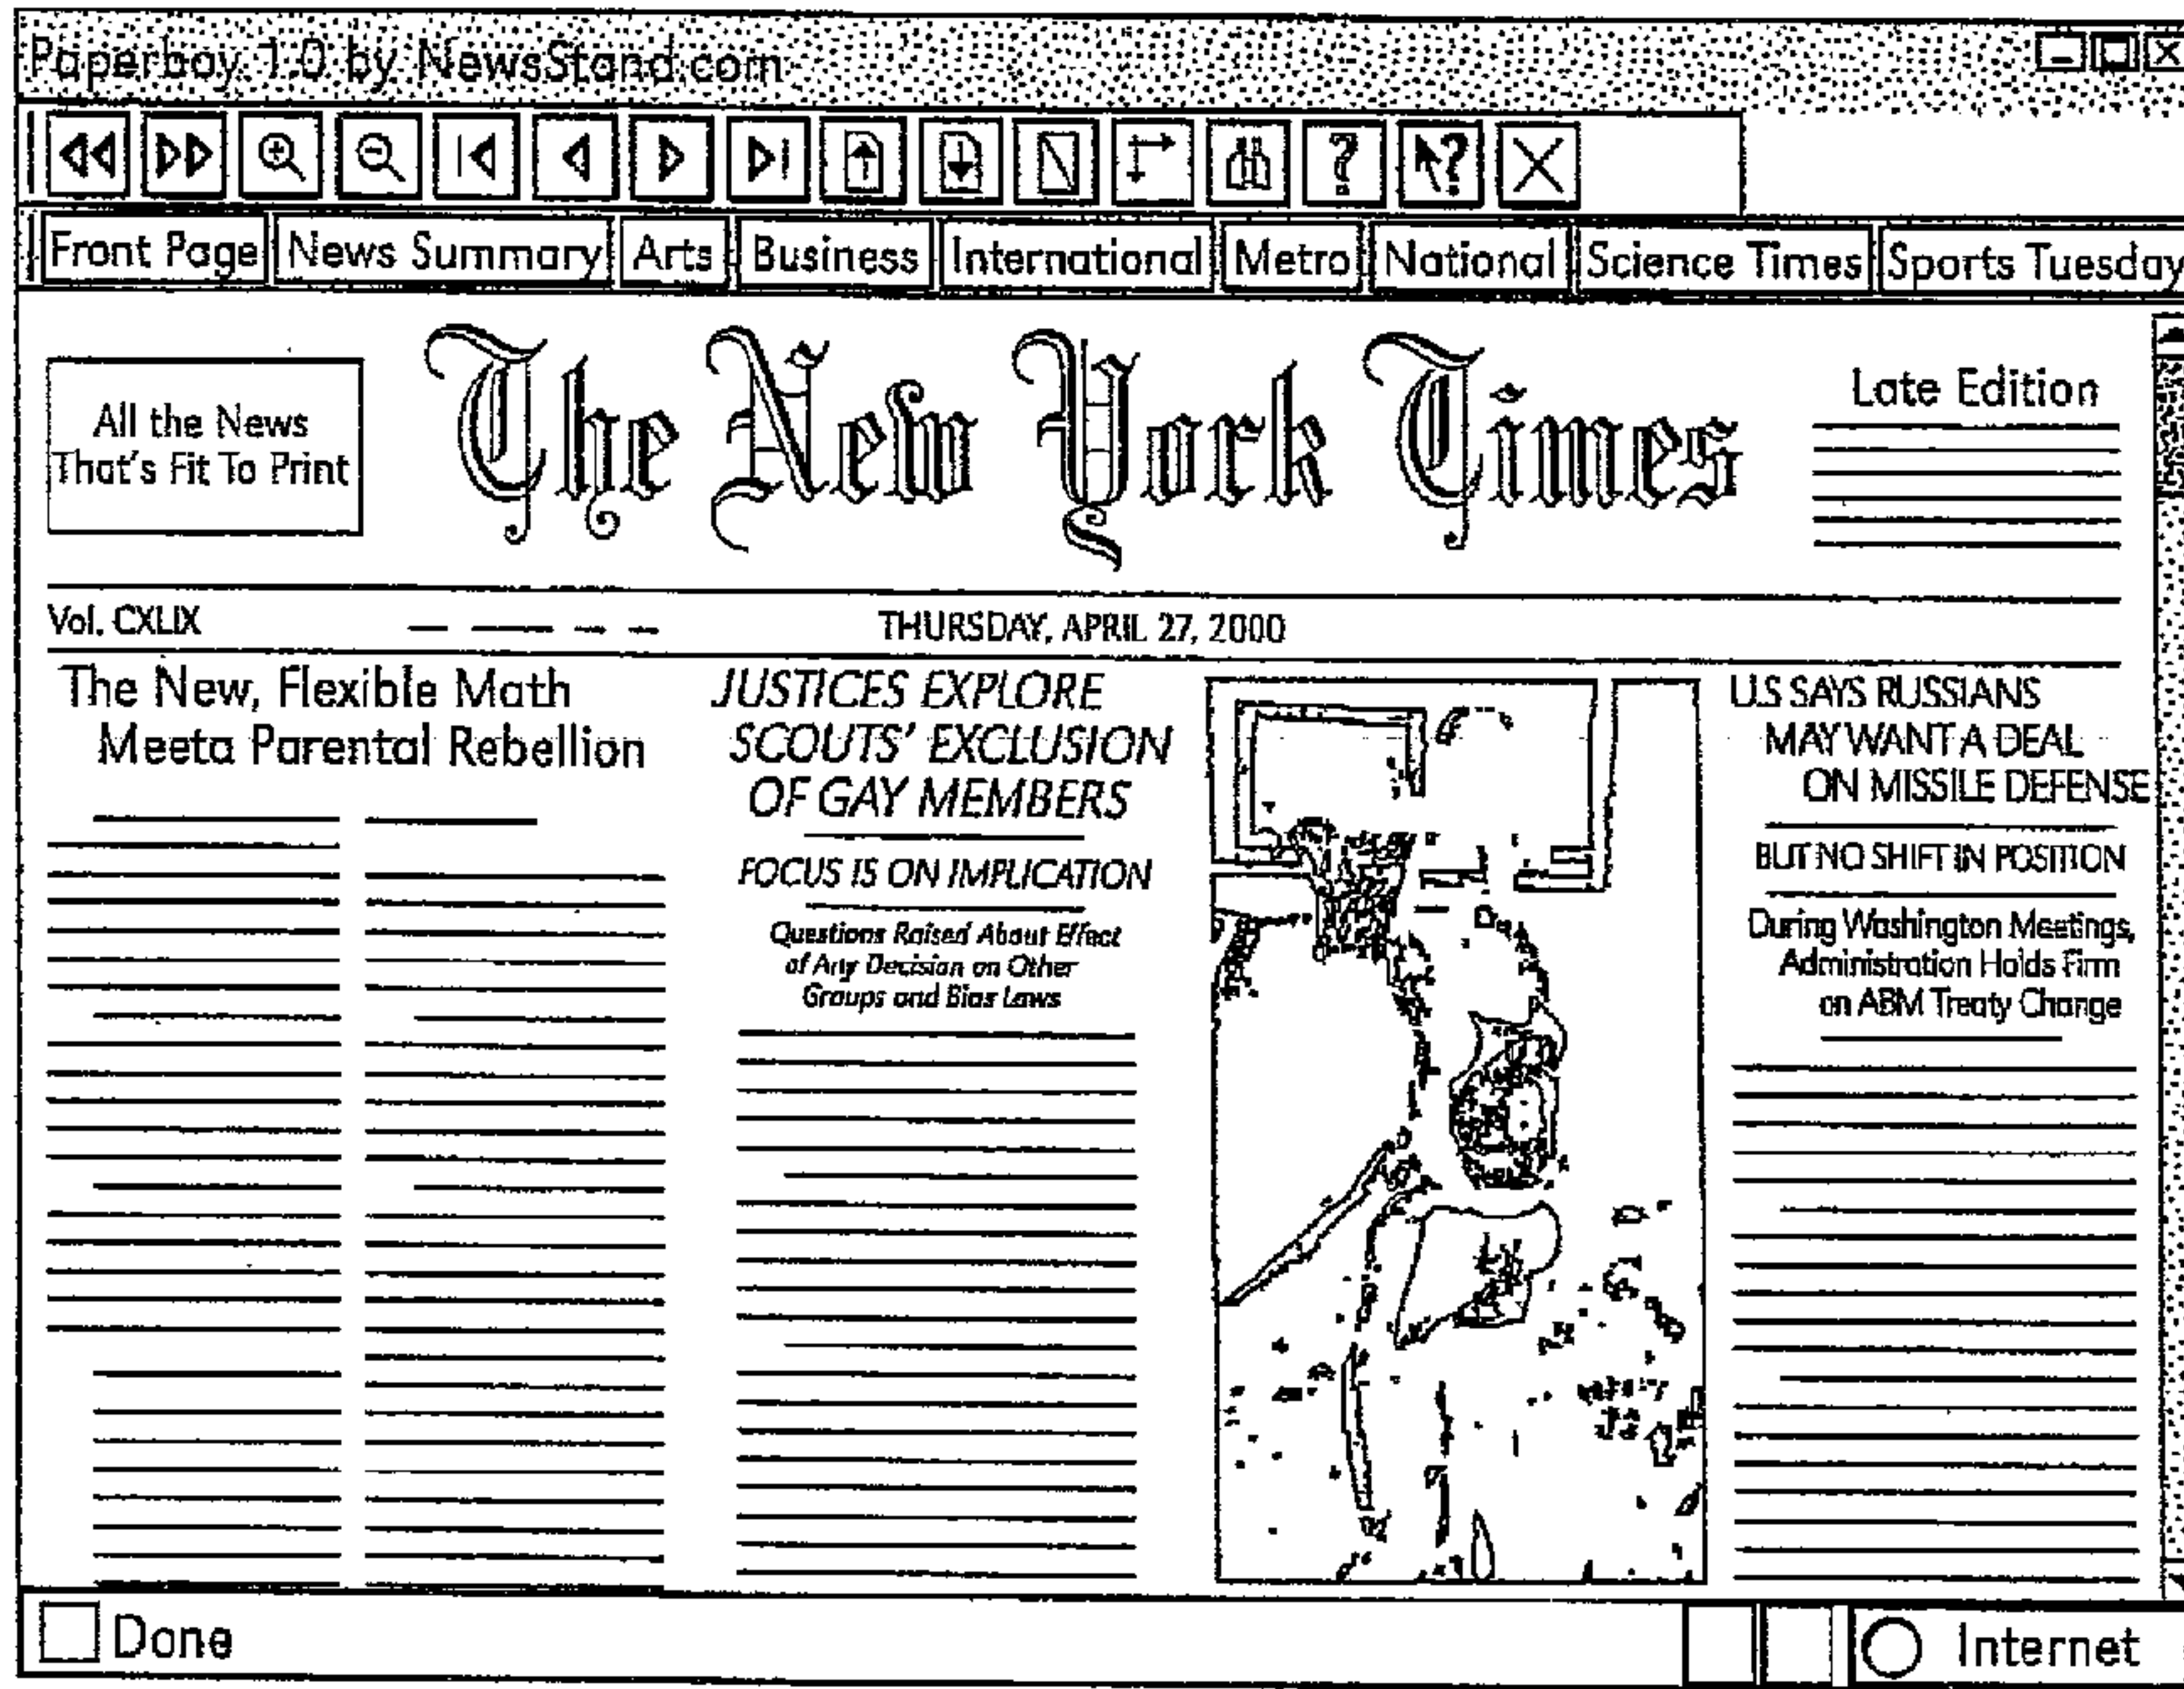 Paperboy 1.0 by NewsStand.com
Front Page News Summary Arts Business International Metro National Science Times Sports Tuesday
All the News
That's Fit To Print
The New York Times
Late Edition
Vol. CXLIX THURSDAY, APRIL 27, 2000
The New, Flexible Math
Meeta Parental Rebellion
JUSTICES EXPLORE
SCOUTS' EXCLUSION
OF GAY MEMBERS
FOCUS IS ON IMPLICATION
Questions Raised About Effect
of Any Decision on Other
Groups and Bias Laws
U.S SAYS RUSSIANS
MAY WANT A DEAL
ON MISSILE DEFENSE
BUT NO SHIFT IN POSITION
During Washington Meetings,
Administration Holds Firm
on ABM Treaty Change
Done
Internet